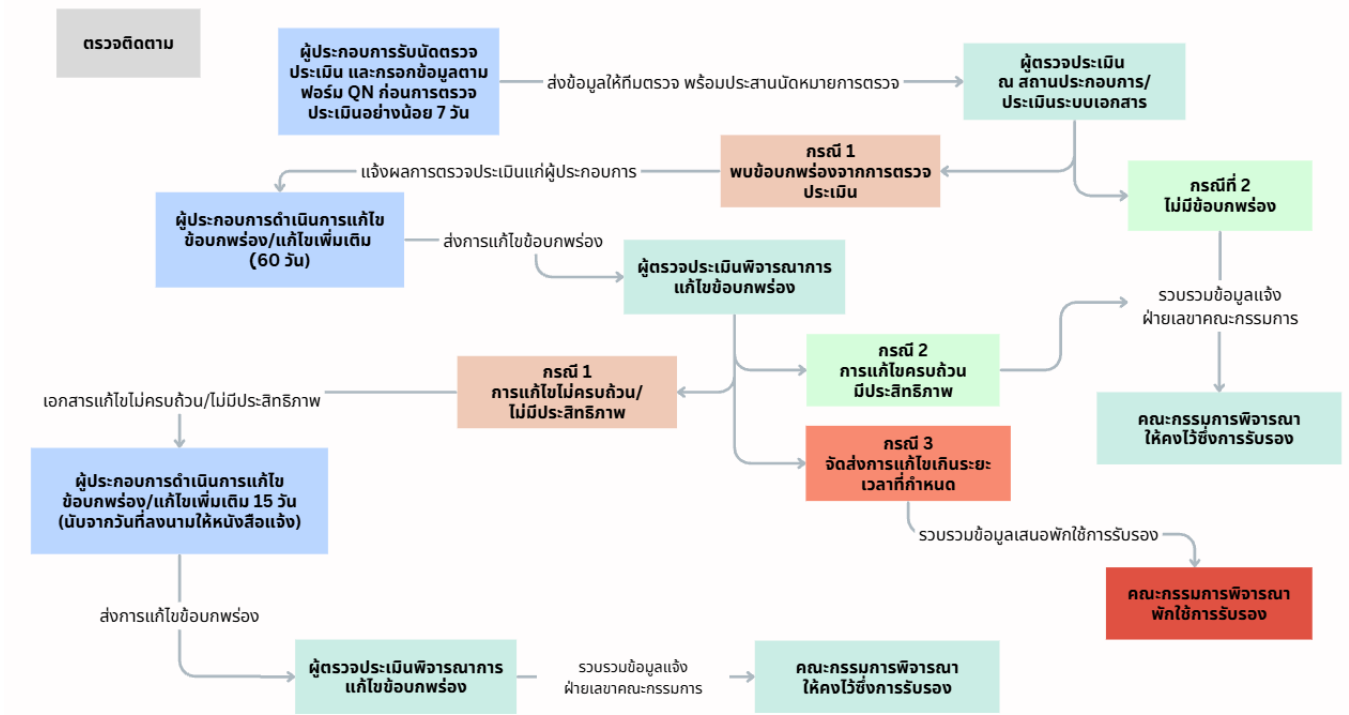 ตรวจติดตาม
ผู้ประกอบการรับนัดตรวจ
ประเมิน และกรอกข้อมูลตาม
ฟอร์ม QN ก่อนการตรวจ
ประเมินอย่างน้อย 7 วัน
ส่งข้อมูลให้ทีมตรวจ พร้อมประสานนัดหมายการตรวจ
ผู้ตรวจประเมิน
ณ สถานประกอบการ/
ประเมินระบบเอกสาร
กรณี 1
พบข้อบกพร่องจากการตรวจ
ประเมิน
แจ้งผลการตรวจประเมินแก่ผู้ประกอบการ
กรณีที่ 2
ไม่มีข้อบกพร่อง
ผู้ประกอบการดำเนินการแก้ไข
ข้อบกพร่อง/แก้ไขเพิ่มเติม
(60 วัน)
ส่งการแก้ไขข้อบกพร่อง
ผู้ตรวจประเมินพิจารณาการ
แก้ไขข้อบกพร่อง
รวบรวมข้อมูลแจ้ง
ฝ่ายเลขาคณะกรรมการ
กรณี 2
การแก้ไขครบถ้วน
มีประสิทธิภาพ
กรณี 1
การแก้ไขไม่ครบถ้วน/
ไม่มีประสิทธิภาพ
เอกสารแก้ไขไม่ครบถ้วน/ไม่มีประสิทธิภาพ
คณะกรรมการพิจารณา
ให้คงไว้ซึ่งการรับรอง
กรณี 3
จัดส่งการแก้ไขเกินระยะ
เวลาที่กำหนด
ผู้ประกอบการดำเนินการแก้ไข
ข้อบกพร่อง/แก้ไขเพิ่มเติม 15 วัน
(นับจากวันที่ลงนามให้หนังสือแจ้ง)
รวบรวมข้อมูลเสนอพักใช้การรับรอง
คณะกรรมการพิจารณา
พักใช้การรับรอง
ส่งการแก้ไขข้อบกพร่อง
ผู้ตรวจประเมินพิจารณาการ
แก้ไขข้อบกพร่อง
รวบรวมข้อมูลแจ้ง
ฝ่ายเลขาคณะกรรมการ
คณะกรรมการพิจารณา
ให้คงไว้ซึ่งการรับรอง